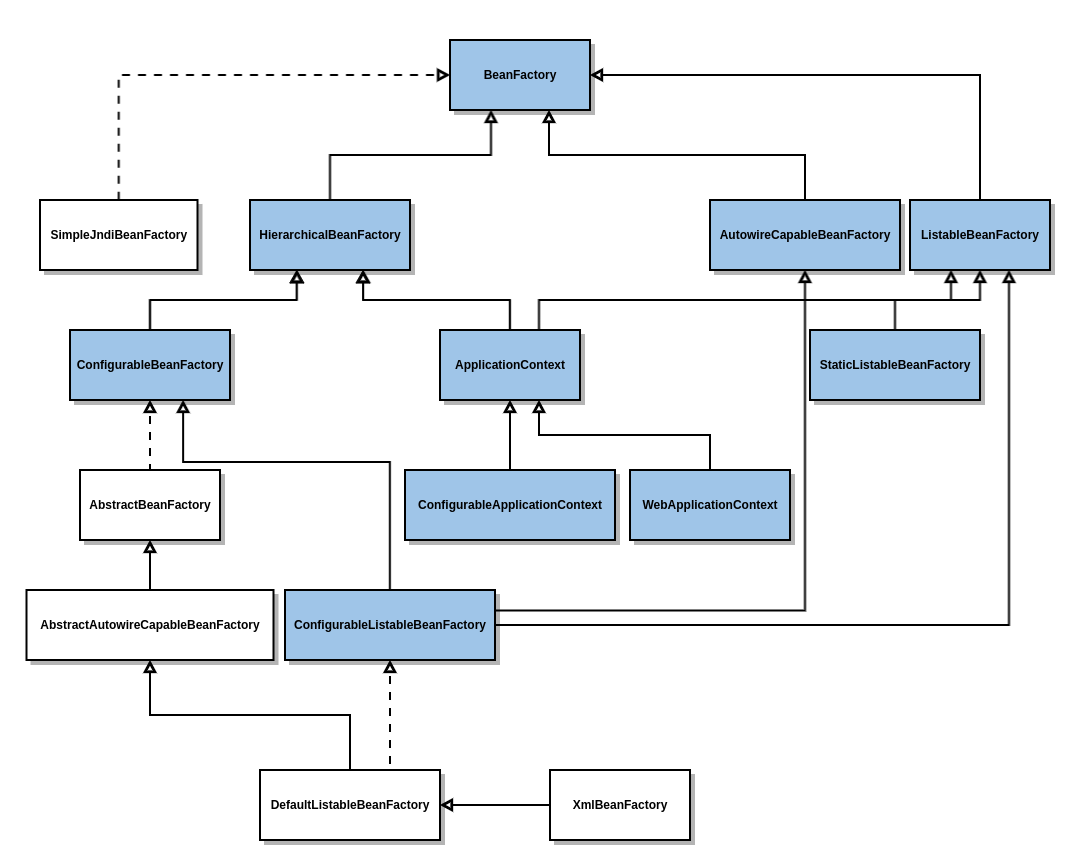 BeanFactory
SimpleJndiBeanFactory
HierarchicalBeanFactory
AutowireCapableBeanFactory
ListableBeanFactory
ConfigurableBeanFactory
ApplicationContext
StaticListableBeanFactory
AbstractBeanFactory
ConfigurableApplicationContext
WebApplicationContext
AbstractAutowireCapableBeanFactory
ConfigurableListableBeanFactory
DefaultListableBeanFactory
XmlBeanFactory